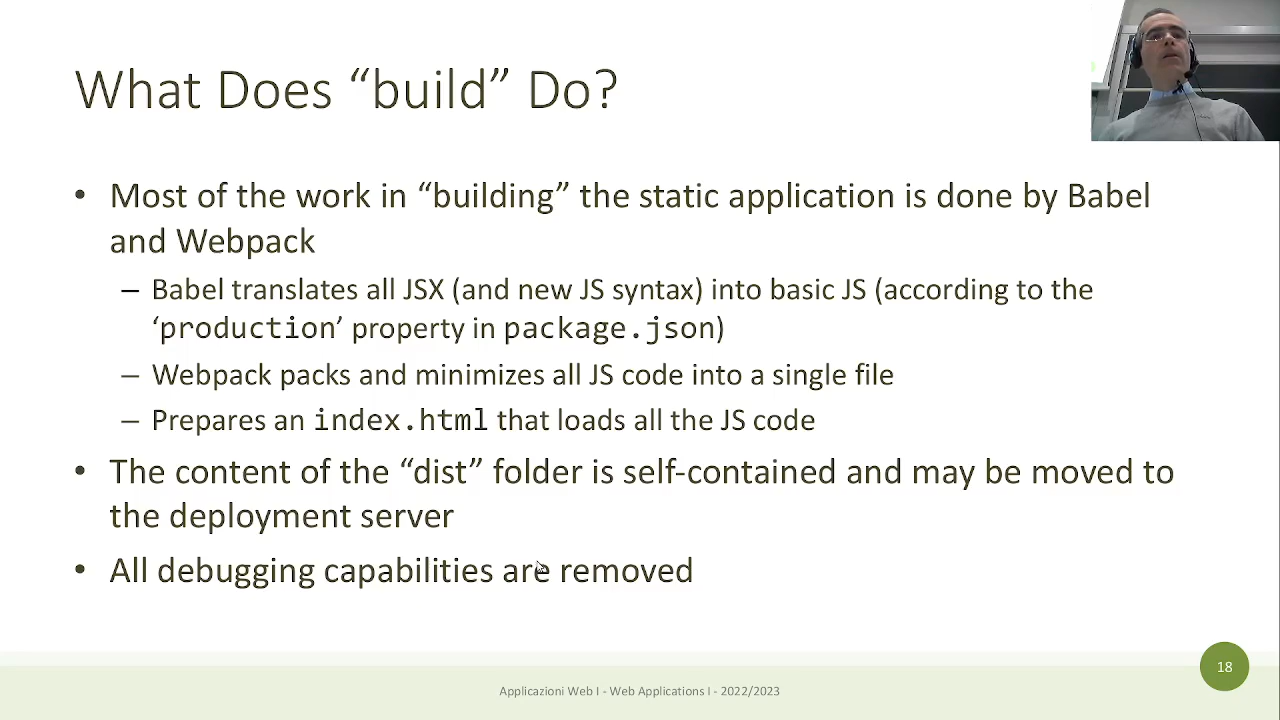 What Does “build” Do?
• Most of the work in “building” the static application is done by Babel
and Webpack
– Babel translates all JSX (and new JS syntax) into basic JS (according to the
‘production’ property in package.json)
– Webpack packs and minimizes all JS code into a single file
– Prepares an index.html that loads all the JS code
• The content of the “dist” folder is self-contained and may be moved to
the deployment server
• All debugging capabilities are removed
18
Applicazioni Web I - Web Applications I - 2022/2023